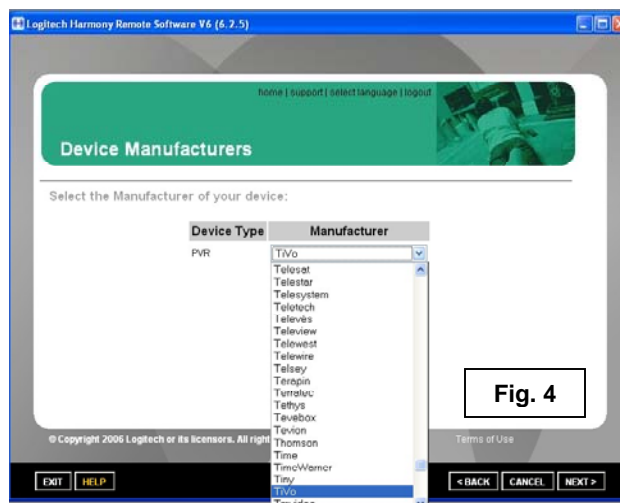 Logitech Harmony Remote Software V6 (6.2.5)
home | support | select language | logout
Device Manufacturers
Select the Manufacturer of your device:
Device Type Manufacturer
PVR TiVo
Telesat
Telestar
Telesystem
Teletech
Televés
Teleview
Telewest
Telewire
Telsey
Terapin
Terratec
Tethys
Tevebox
Tevion
Thomson
Time
TimeWarner
Tiny
TiVo
Fig. 4
© Copyright 2006 Logitech or its licensors. All right
Terms of Use
EXIT HELP < BACK CANCEL NEXT >